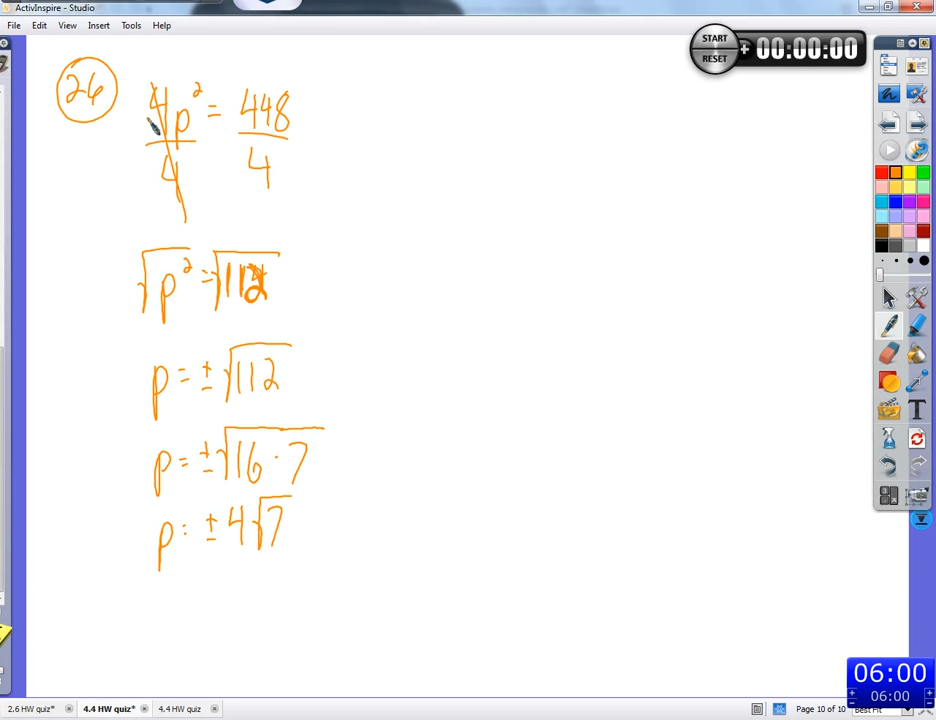 ActivInspire - Studio
File Edit View Insert Tools Help
START
RESET
00:00:00
26
4p² = 448
4 4
√p² = √112
p = ± √112
p = ± √16 · 7
p = ± 4√7
T
06:00
06:00
2.6 HW quiz* 4.4 HW quiz* 4.4 HW quiz
Page 10 of 10 Best Fit